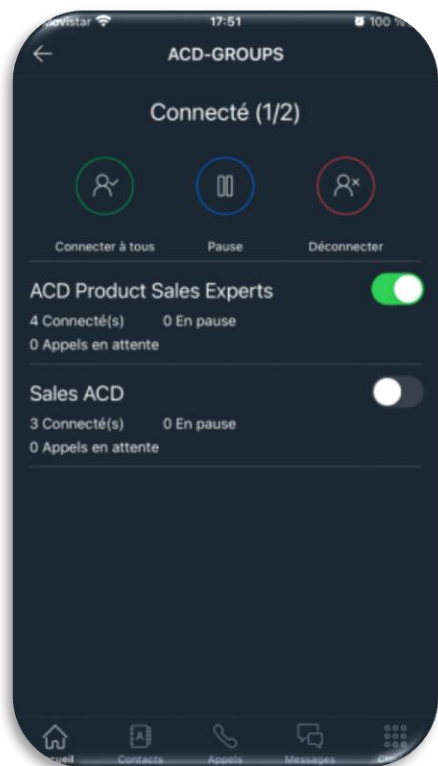 17:51
100 %
ACD-GROUPS
Connecté (1/2)
Connecter à tous Pause Déconnecter
ACD Product Sales Experts
4 Connecté(s) 0 En pause
0 Appels en attente
Sales ACD
3 Connecté(s) 0 En pause
0 Appels en attente
Contacts Appels Messages